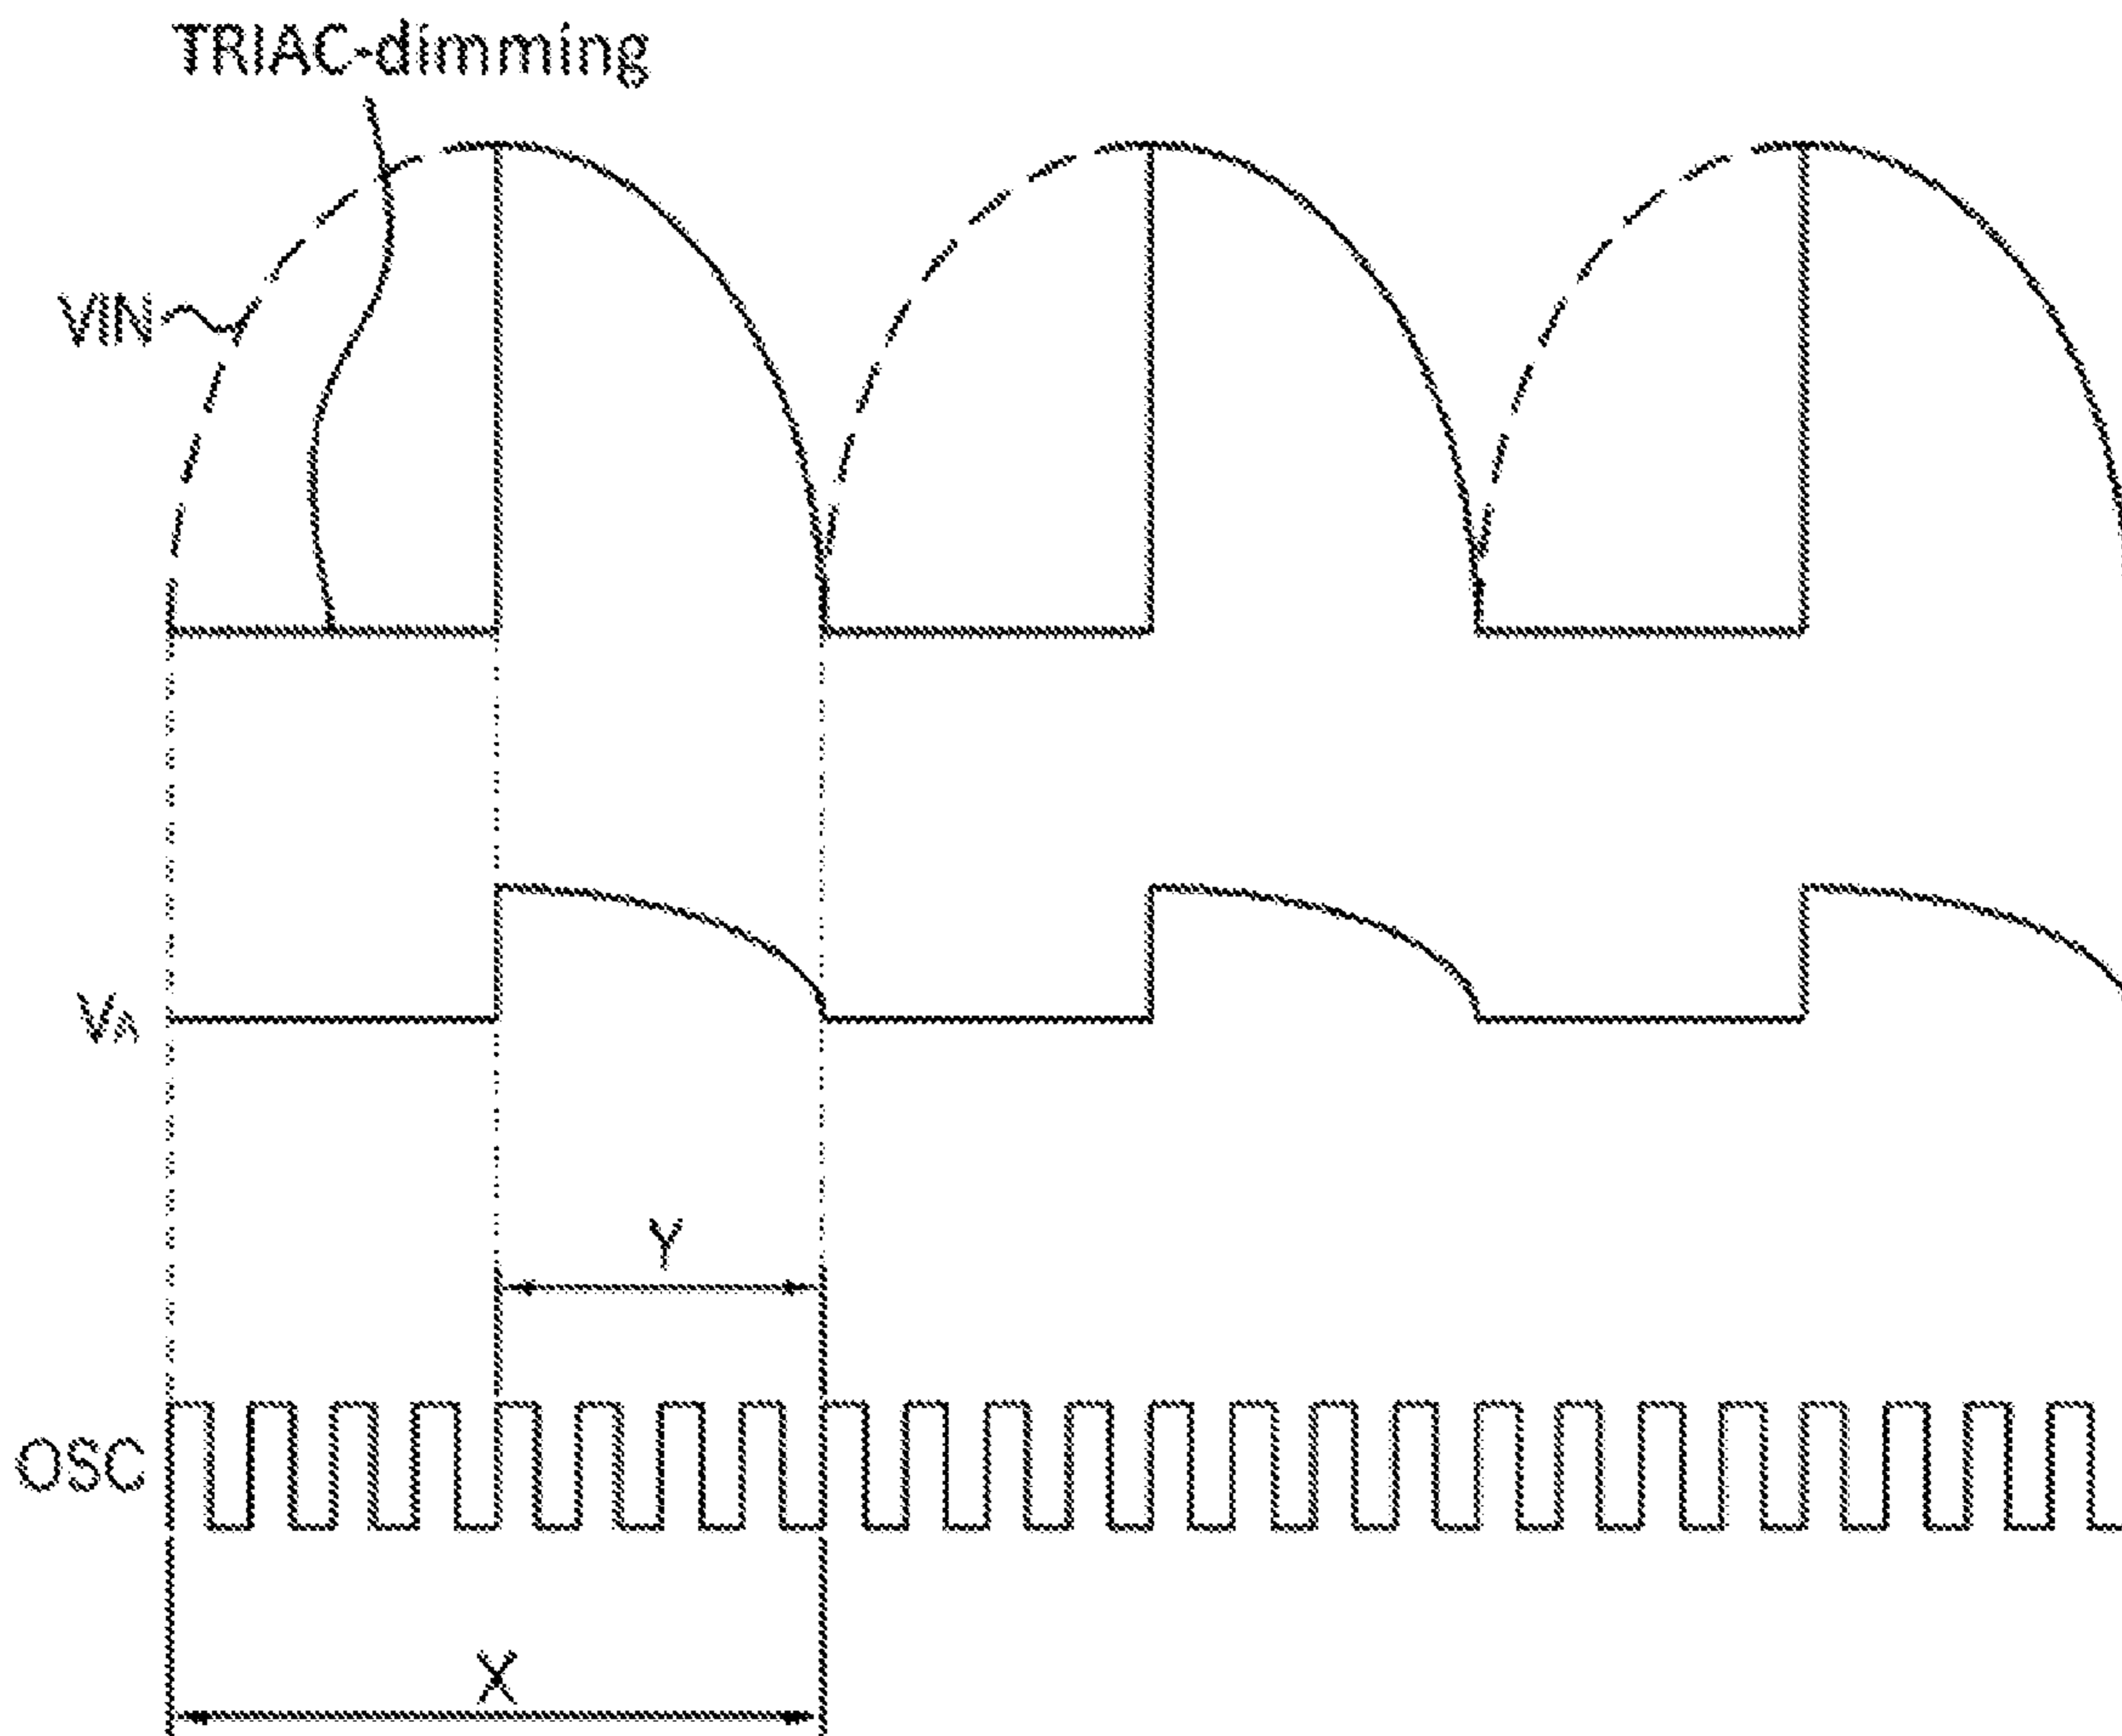 TRIAC-dimming
VIN
VA
Y
OSC
X